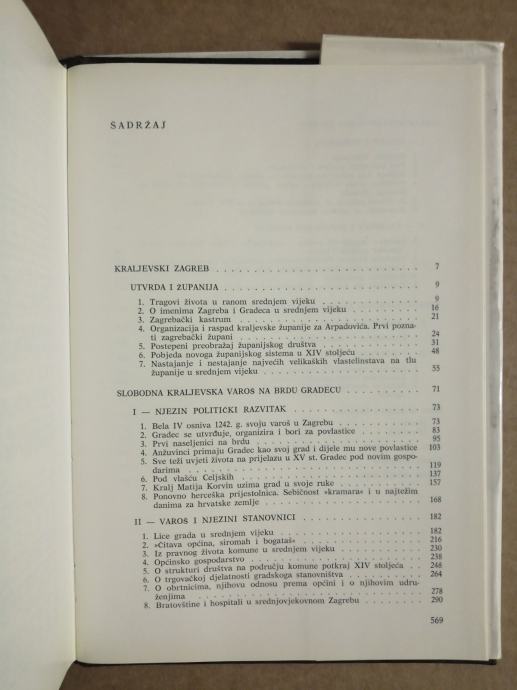 SADRŽAJ
KRALJEVSKI ZAGREB . . . . . . . . . . . . . . . . . . . . 7
UTVRDA I ŽUPANIJA . . . . . . . . . . . . . . . . . . . . 9
1. Tragovi života u ranom srednjem vijeku . . . . . . . . . . 9
2. O imenima Zagreba i Gradeca u srednjem vijeku . . . . . . 16
3. Zagrebački kastrum . . . . . . . . . . . . . . . . 21
4. Organizacija i raspad kraljevske županije za Arpadovića. Prvi pozna-
ti zagrebački župani . . . . . . . . . . . . . . . . 24
5. Postepeni preobražaj županijskog društva . . . . . . . . . 31
6. Pobjeda novoga županijskog sistema u XIV stoljeću . . . . . 48
7. Nastajanje i nestajanje najvećih velikaških vlastelinstava na tlu
županije u srednjem vijeku . . . . . . . . . . . . . 55
SLOBODNA KRALJEVSKA VAROŠ NA BRDU GRADECU . . . . . . . 71
I — NJEZIN POLITIČKI RAZVITAK . . . . . . . . . . . . . . 73
1. Bela IV osniva 1242. g. svoju varoš u Zagrebu . . . . . . . 73
2. Gradec se utvrđuje, organizira i bori za povlastice . . . . . 83
3. Prvi naseljenici na brdu . . . . . . . . . . . . . . 95
4. Anžuvinci primaju Gradec kao svoj grad i dijele mu nove povlastice 103
5. Sve teži uvjeti života na prijelazu u XV st. Gradec pod novim gospo-
darima . . . . . . . . . . . . . . . . . . . . 119
6. Pod vlašću Celjskih . . . . . . . . . . . . . . . . 137
7. Kralj Matija Korvin uzima grad u svoje ruke . . . . . . . . 157
8. Ponovno herceška prijestolnica. Sebičnost »kramara« i u najtežim
danima za hrvatske zemlje . . . . . . . . . . . . . 168
II — VAROŠ I NJEZINI STANOVNICI . . . . . . . . . . . . . 182
1. Lice grada u srednjem vijeku . . . . . . . . . . . . . 182
2. »Čitava općina, siromah i bogataš« . . . . . . . . . . . 216
3. Iz pravnog života komune u srednjem vijeku . . . . . . . . 230
4. Općinsko gospodarstvo . . . . . . . . . . . . . . . 238
5. O strukturi društva na području komune potkraj XIV stoljeća . . 248
6. O trgovačkoj djelatnosti gradskoga stanovništva . . . . . . 264
7. O obrtnicima, njihovu odnosu prema općini i o njihovim udru-
ženjima . . . . . . . . . . . . . . . . . . . . 278
8. Bratovštine i hospitali u srednjovjekovnom Zagrebu . . . . . 290
569